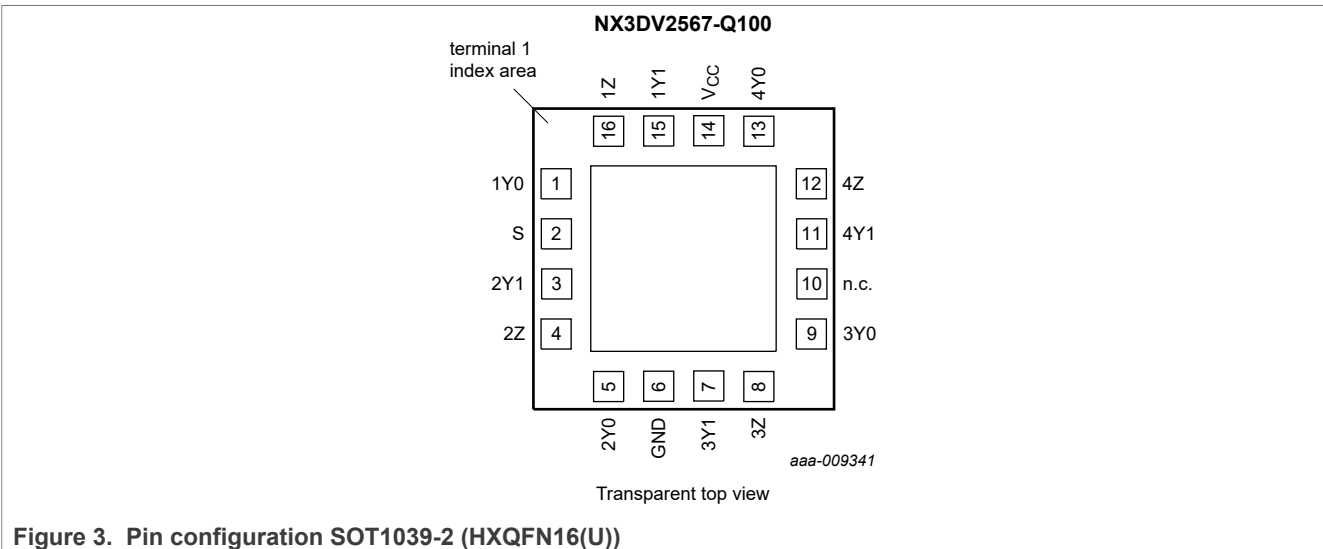 NX3DV2567-Q100
terminal 1
index area
1Z 1Y1 VCC 4Y0
16 15 14 13
1Y0 1 12 4Z
S 2 11 4Y1
2Y1 3 10 n.c.
2Z 4 9 3Y0
5 6 7 8
2Y0 GND 3Y1 3Z
aaa-009341
Transparent top view
Figure 3. Pin configuration SOT1039-2 (HXQFN16(U))